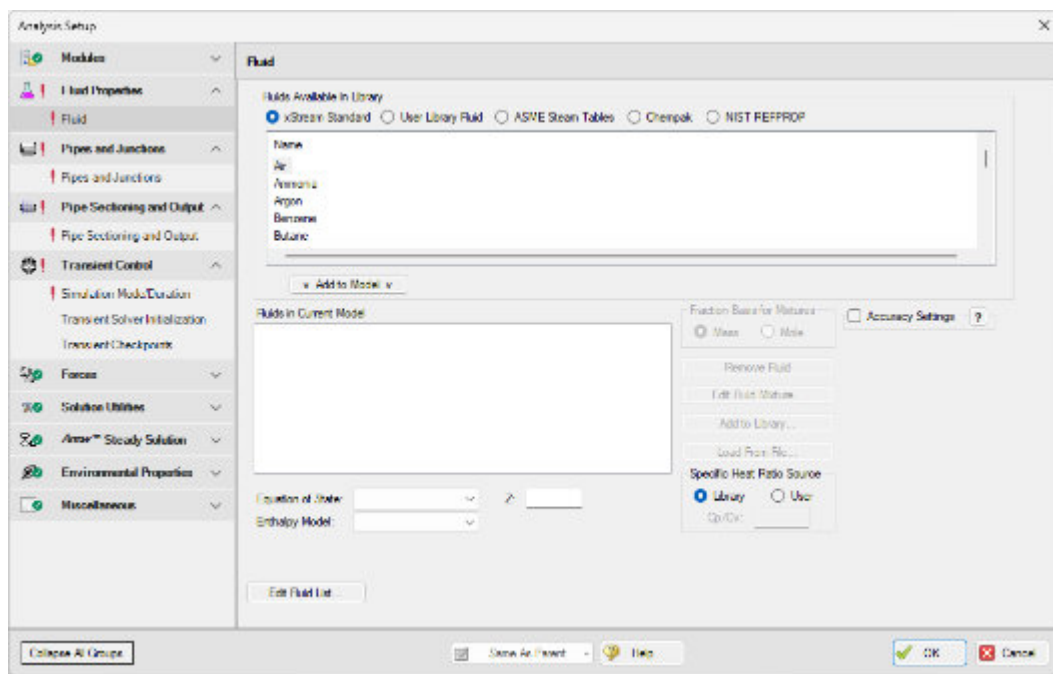 Analysis Setup
Modules
Fluid Properties
Fluid
Pipes and Junctions
Pipes and Junctions
Pipe Sectioning and Output
Pipe Sectioning and Output
Transient Control
Simulation Mode/Duration
Transient Solver Initialization
Transient Checkpoints
Forces
Solution Utilities
Arrow™ Steady Solution
Environmental Properties
Miscellaneous
Collapse All Groups
Fluid
Fluids Available in Library
xStream Standard User Library Fluid ASME Steam Tables Chempak NIST REFPROP
Name
Air
Ammonia
Argon
Benzene
Butane
v Add to Model v
Fluids in Current Model
Fraction Basis for Mixtures
Mass Mole
Accuracy Settings ?
Remove Fluid
Edit Fluid Mixture...
Add to Library...
Load From File...
Specific Heat Ratio Source
Library User
Cp/Cv:
Equation of State:
Z:
Enthalpy Model:
Edit Fluid List...
Same As Parent
Help
OK
Cancel